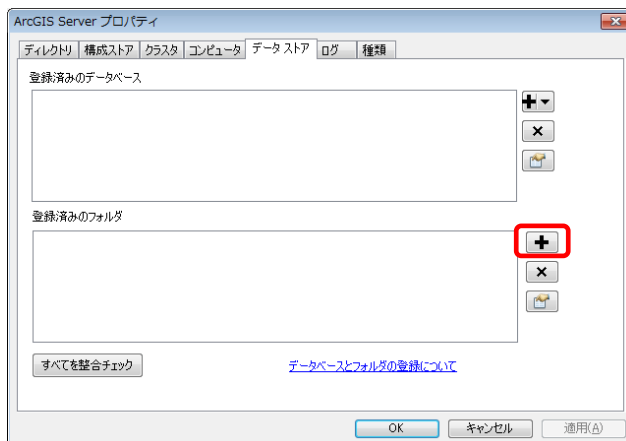 ArcGIS Server プロパティ
ディレクトリ 構成ストア クラスタ コンピュータ データ ストア ログ 種類
登録済みのデータベース
登録済みのフォルダ
すべてを整合チェック データベースとフォルダの登録について
OK キャンセル 適用(A)